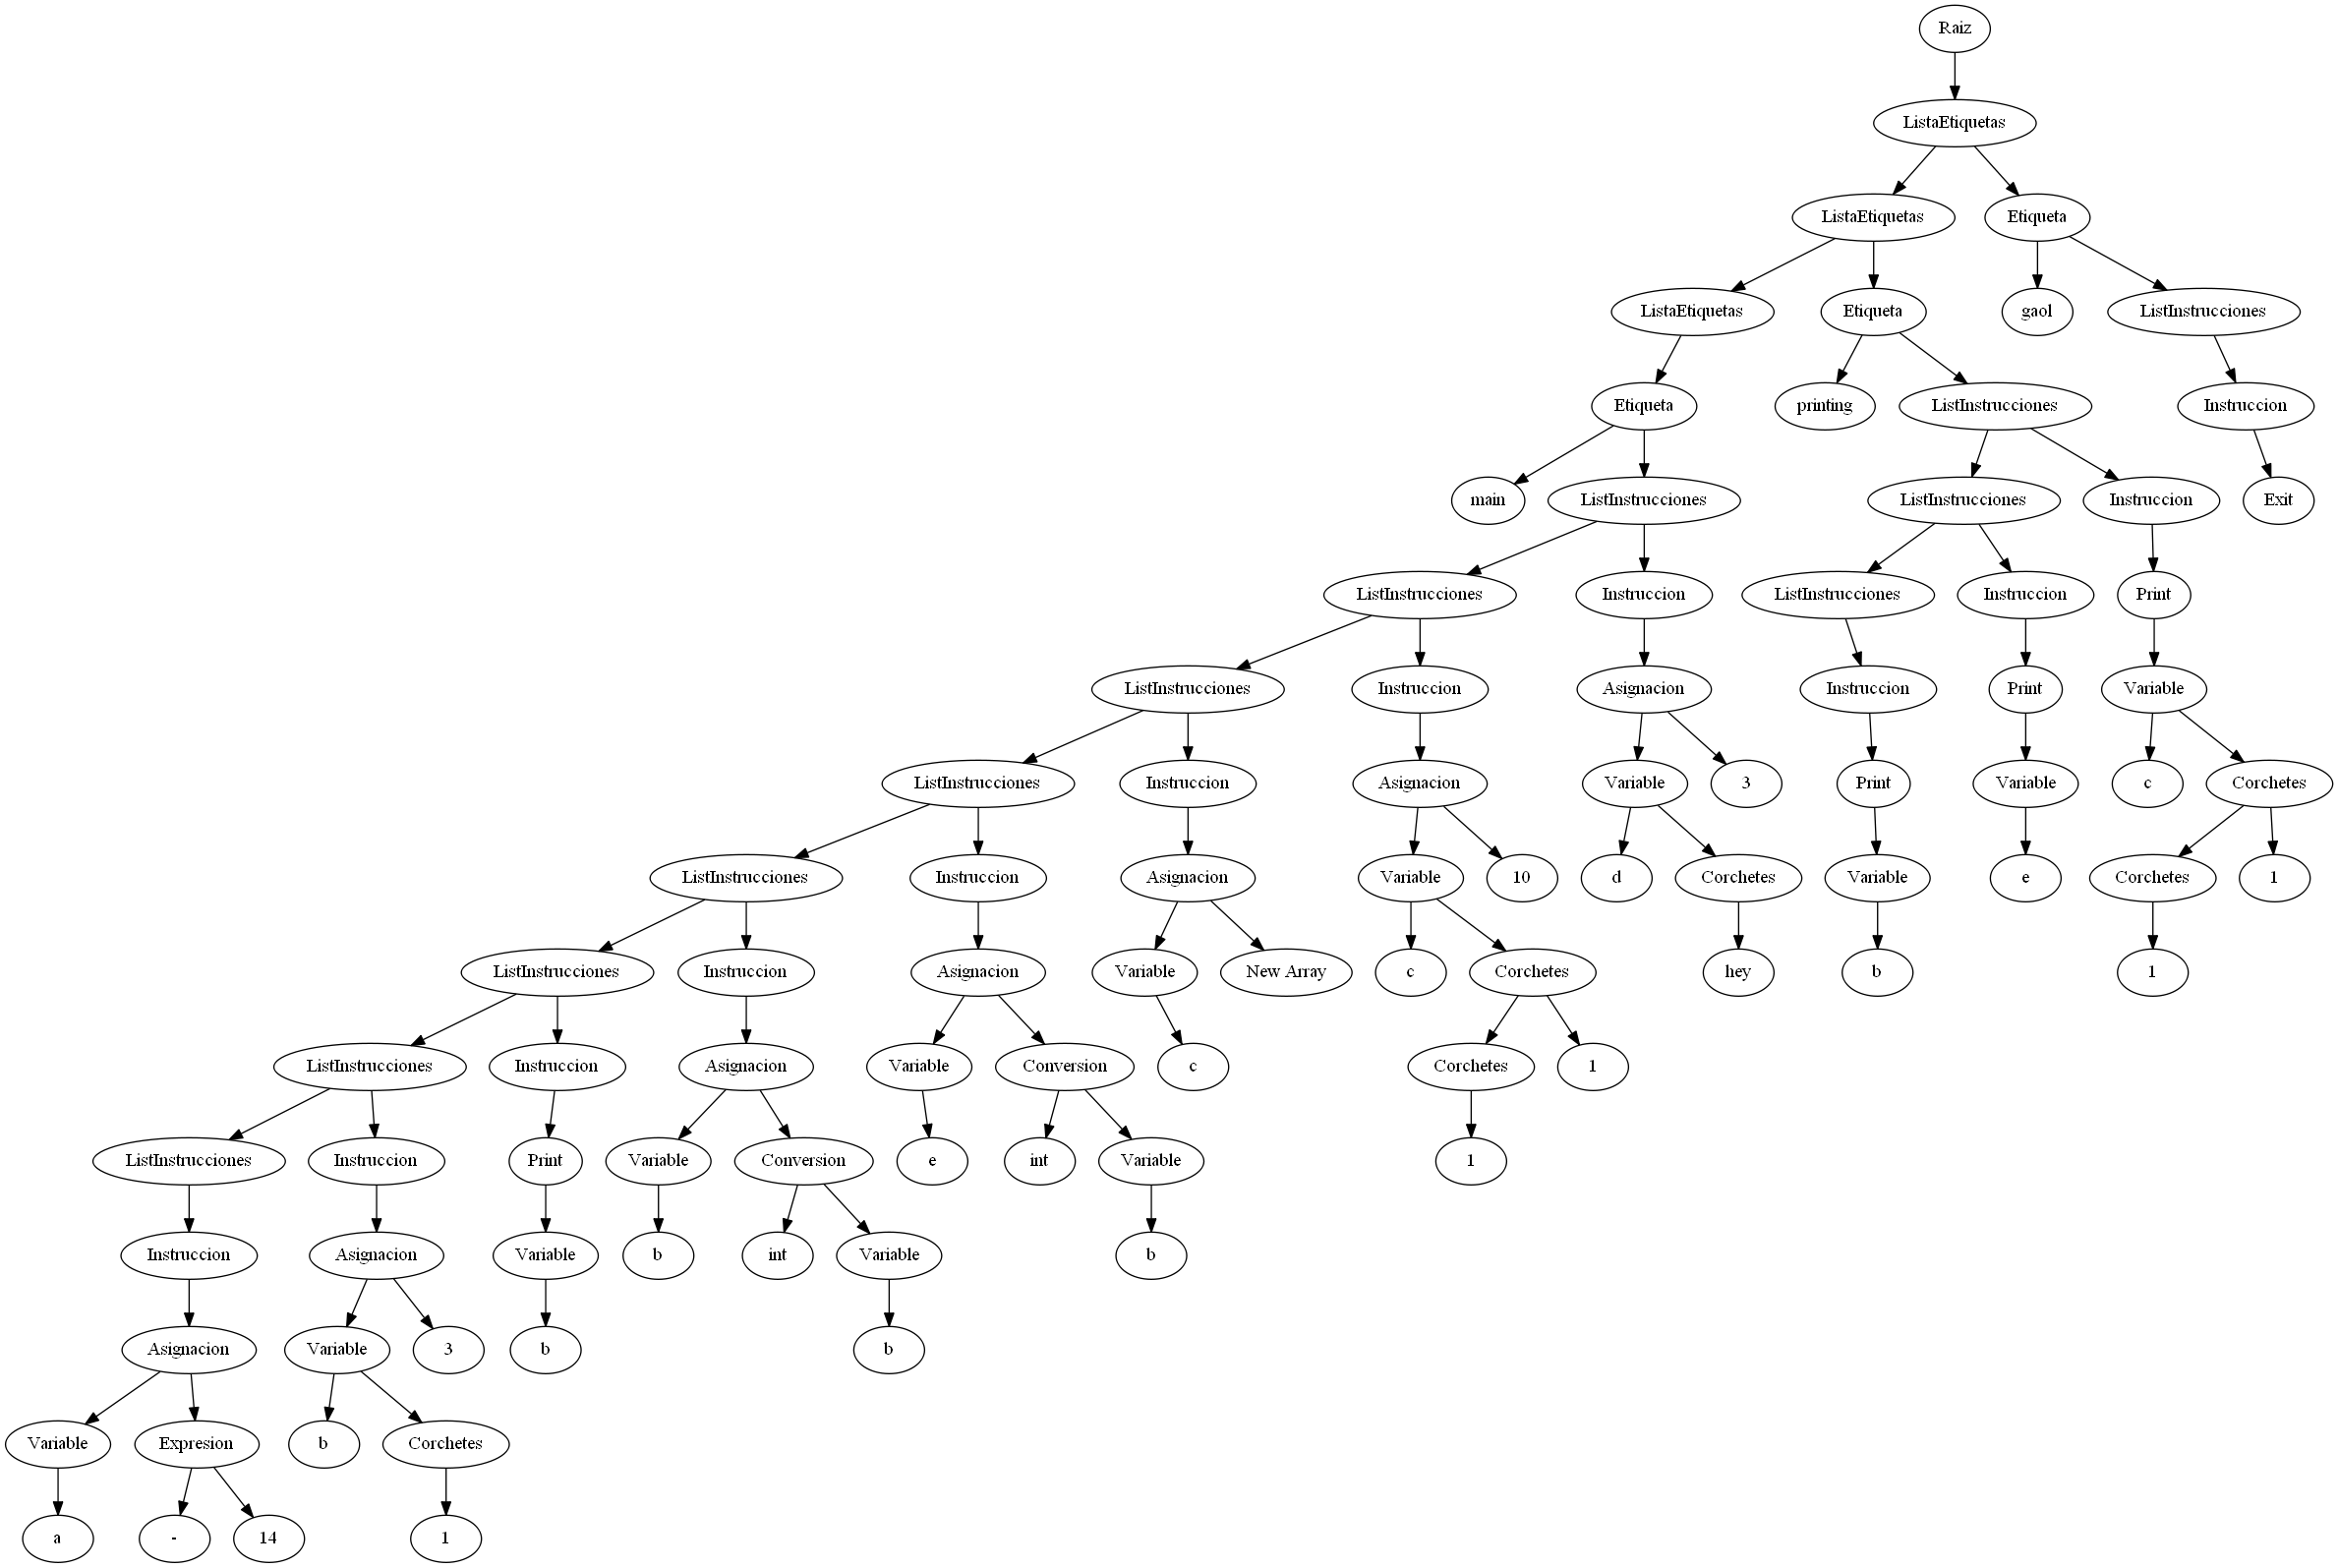 Raiz
ListaEtiquetas
ListaEtiquetas Etiqueta
ListaEtiquetas Etiqueta gaol ListInstrucciones
Etiqueta printing ListInstrucciones Instruccion
main ListInstrucciones ListInstrucciones Instruccion Exit
ListInstrucciones Instruccion ListInstrucciones Instruccion Print
ListInstrucciones Instruccion Asignacion Instruccion Print Variable
ListInstrucciones Instruccion Asignacion Variable 3 Print Variable c Corchetes
ListInstrucciones Instruccion Asignacion Variable 10 d Corchetes Variable e Corchetes 1
ListInstrucciones Instruccion Asignacion Variable New Array c Corchetes hey b 1
ListInstrucciones Instruccion Asignacion Variable Conversion c Corchetes 1
ListInstrucciones Instruccion Print Variable Conversion e int Variable 1
Instruccion Asignacion Variable b int Variable b
Asignacion Variable 3 b b
Variable Expresion b Corchetes
a - 14 1